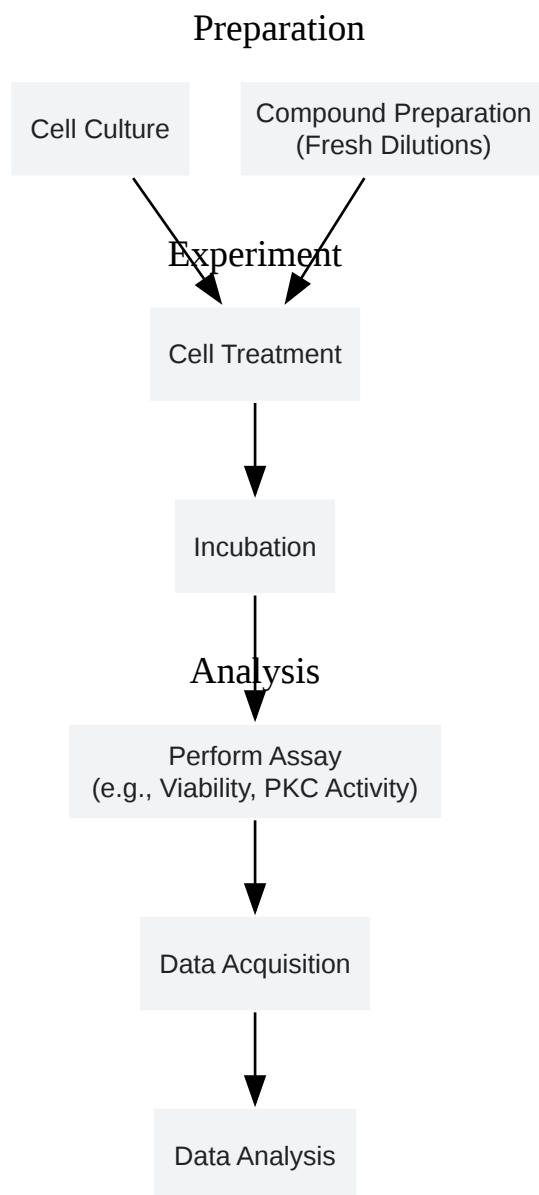 Preparation
Cell Culture
Compound Preparation
(Fresh Dilutions)
Experiment
Cell Treatment
Incubation
Analysis
Perform Assay
(e.g., Viability, PKC Activity)
Data Acquisition
Data Analysis